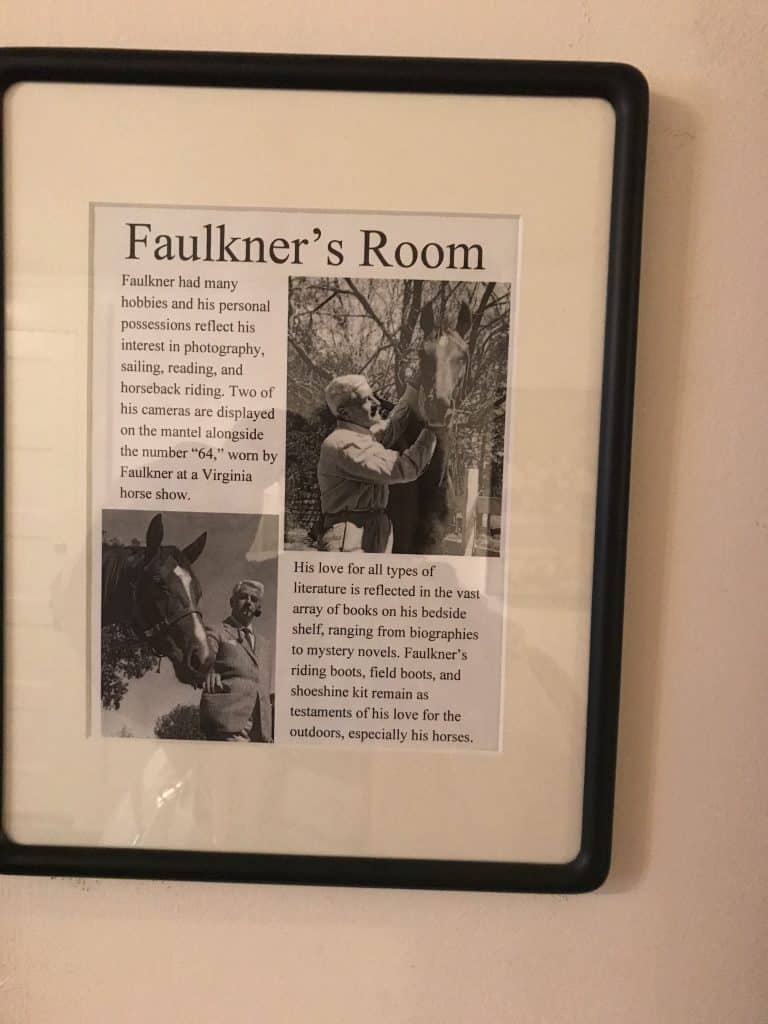 Faulkner's Room
Faulkner had many
hobbies and his personal
possessions reflect his
interest in photography,
sailing, reading, and
horseback riding. Two of
his cameras are displayed
on the mantel alongside
the number “64,” worn by
Faulkner at a Virginia
horse show.
His love for all types of
literature is reflected in the vast
array of books on his bedside
shelf, ranging from biographies
to mystery novels. Faulkner’s
riding boots, field boots, and
shoeshine kit remain as
testaments of his love for the
outdoors, especially his horses.